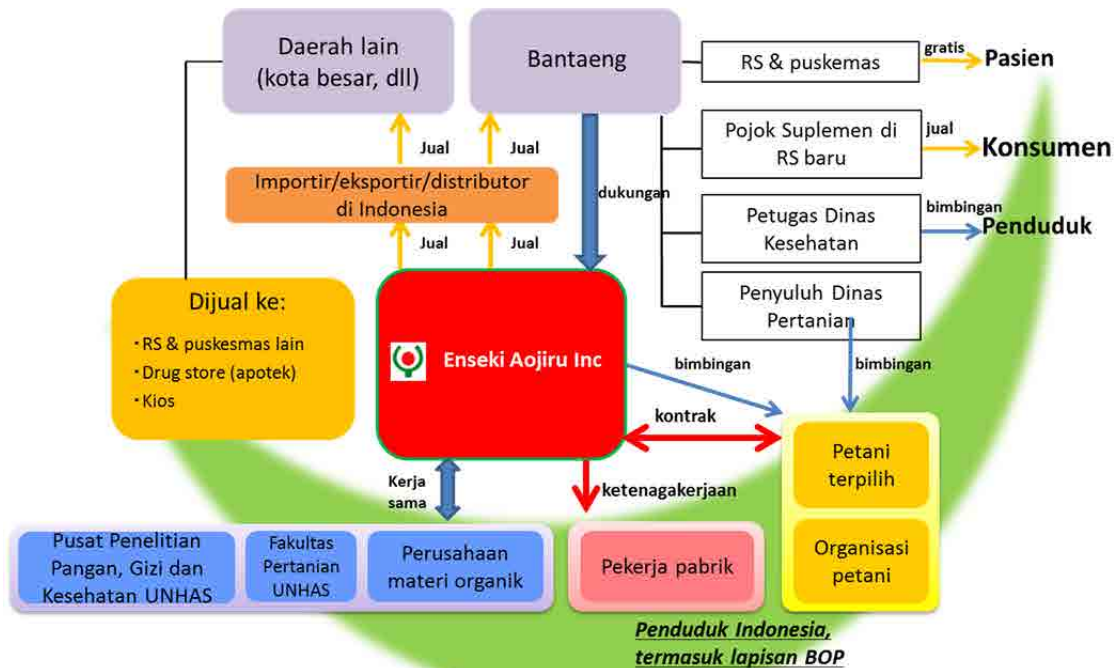 Daerah lain
(kota besar, dll)
Bantaeng
RS & puskemas
gratis
Pasien
Jual
Jual
Pojok Suplemen di
RS baru
jual
Konsumen
Importir/eksportir/distributor
di Indonesia
dukungan
Petugas Dinas
Kesehatan
bimbingan
Penduduk
Jual
Jual
Penyuluh Dinas
Pertanian
Dijual ke:
・RS & puskesmas lain
・Drug store (apotek)
・Kios
Enseki Aojiru Inc
bimbingan
bimbingan
kontrak
Petani
terpilih
Kerja
sama
ketenagakerjaan
Pusat Penelitian
Pangan, Gizi dan
Kesehatan UNHAS
Fakultas
Pertanian
UNHAS
Perusahaan
materi organik
Pekerja pabrik
Organisasi
petani
Penduduk Indonesia,
termasuk lapisan BOP